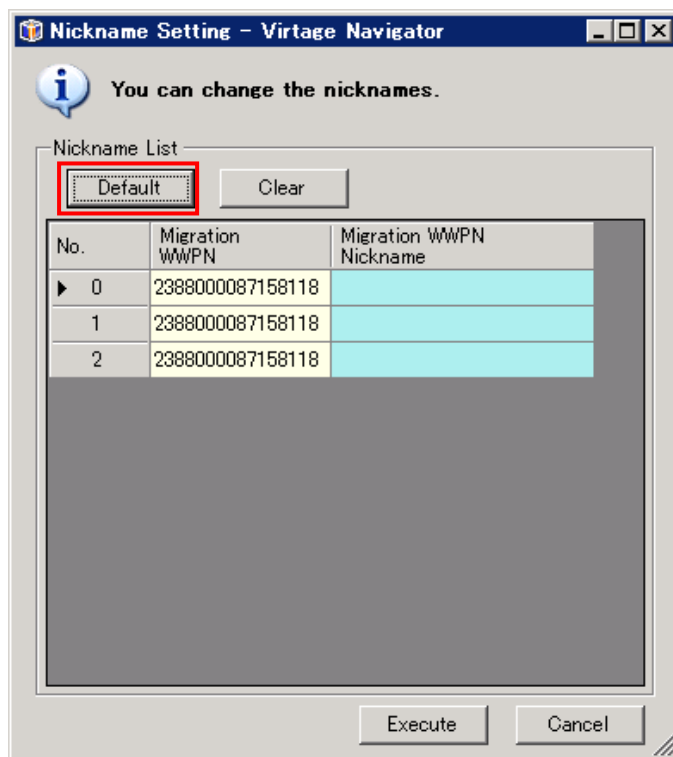 Nickname Setting - Virtage Navigator
You can change the nicknames.
Nickname List
Default Clear
No. Migration WWPN Migration WWPN Nickname
0 2388000087158118
1 2388000087158118
2 2388000087158118
Execute Cancel